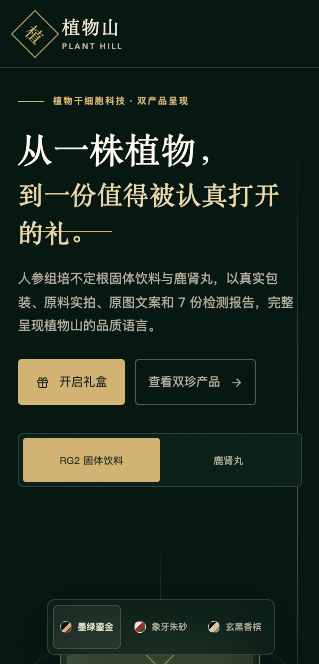 植
植物山
PLANT HILL
植物干细胞科技 · 双产品呈现
从一株植物，
到一份值得被认真打开
的礼。
人参组培不定根固体饮料与鹿肾丸，以真实包
装、原料实拍、原图文案和 7 份检测报告，完整
呈现植物山的品质语言。
开启礼盒
查看双珍产品 →
RG2 固体饮料
鹿肾丸
墨绿鎏金
象牙朱砂
玄黑香槟